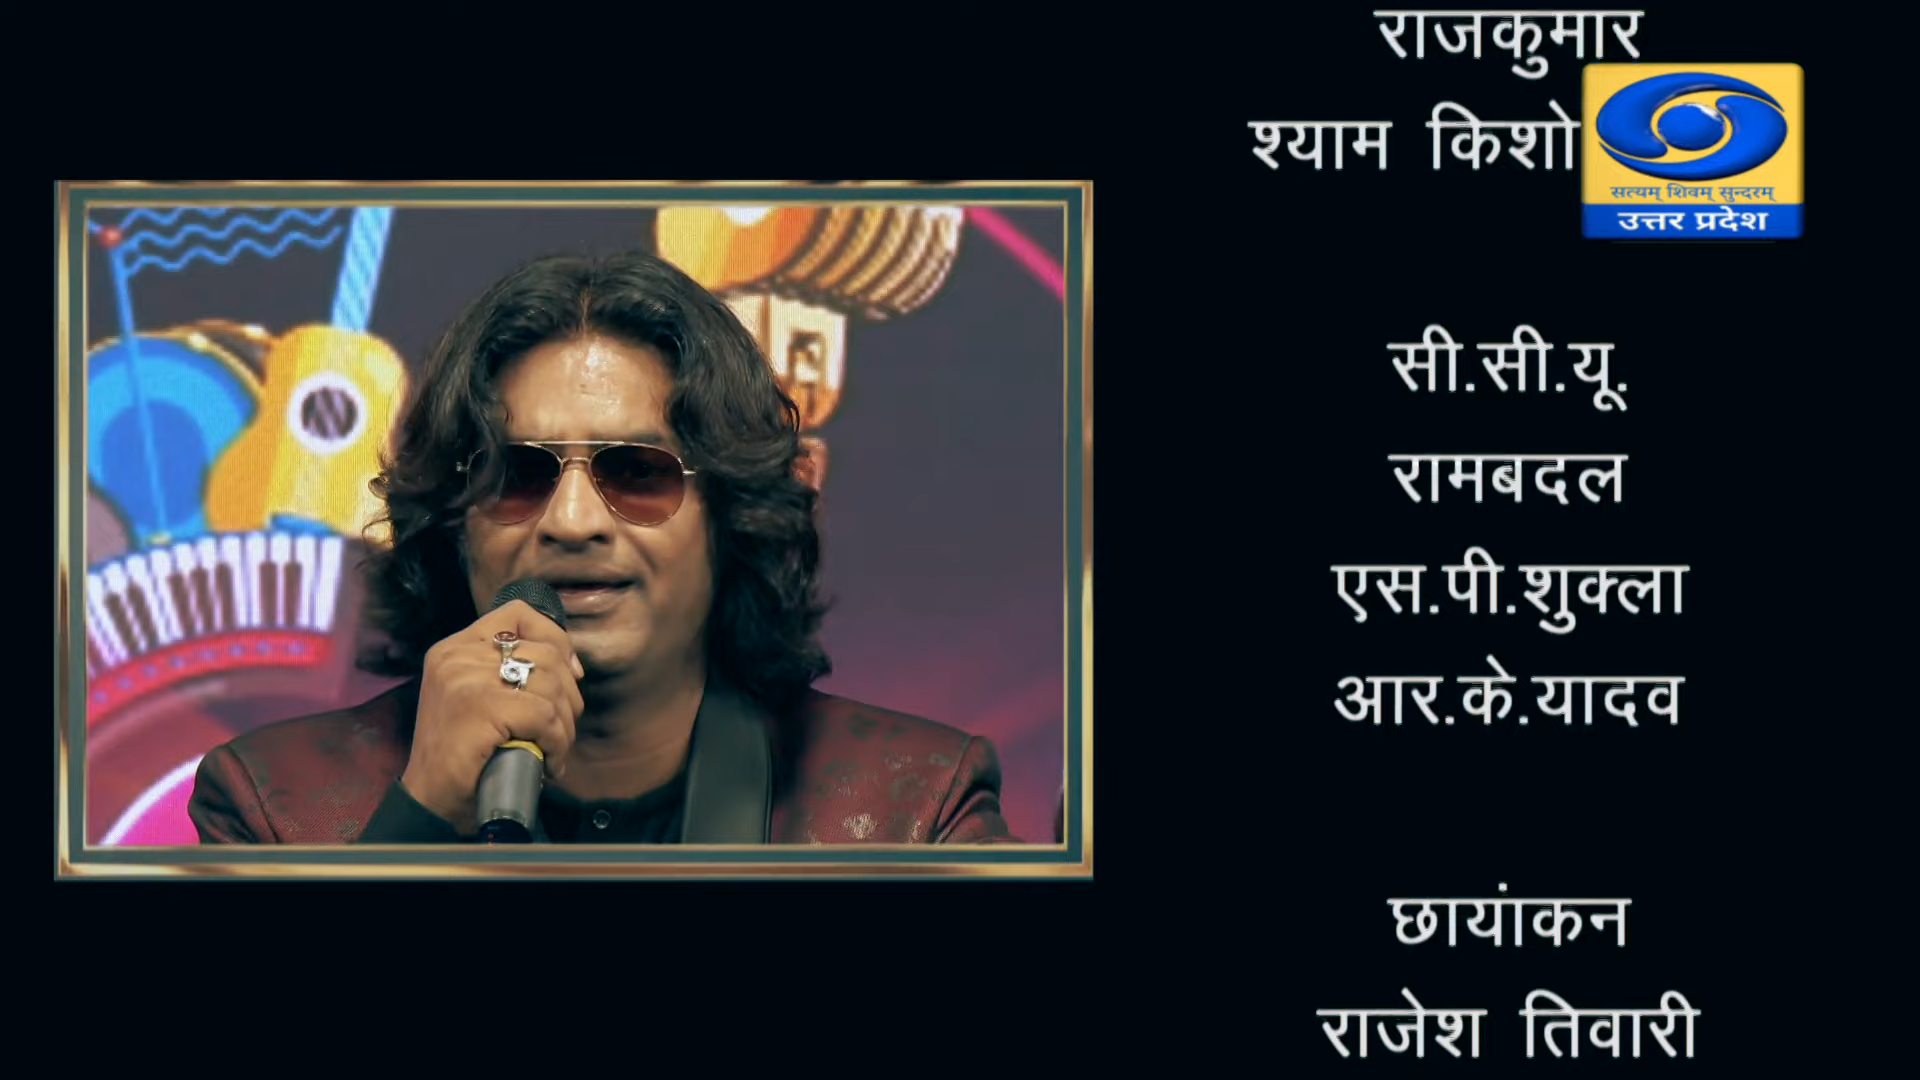 राजकुमार
श्याम किशो
सत्यम् शिवम् सुन्दरम्
उत्तर प्रदेश
सी.सी.यू.
रामबदल
एस.पी.शुक्ला
आर.के.यादव
छायांकन
राजेश तिवारी